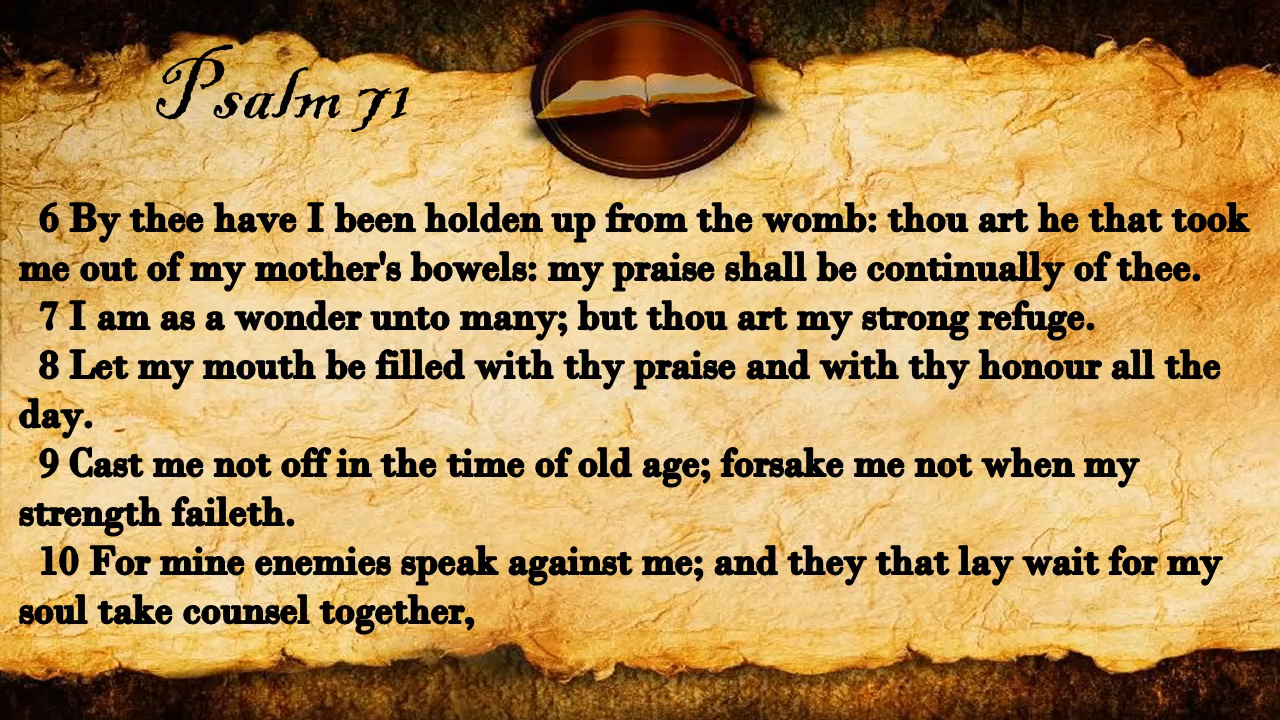 Psalm 71
6 By thee have I been holden up from the womb: thou art he that took
me out of my mother's bowels: my praise shall be continually of thee.
7 I am as a wonder unto many; but thou art my strong refuge.
8 Let my mouth be filled with thy praise and with thy honour all the
day.
9 Cast me not off in the time of old age; forsake me not when my
strength faileth.
10 For mine enemies speak against me; and they that lay wait for my
soul take counsel together,